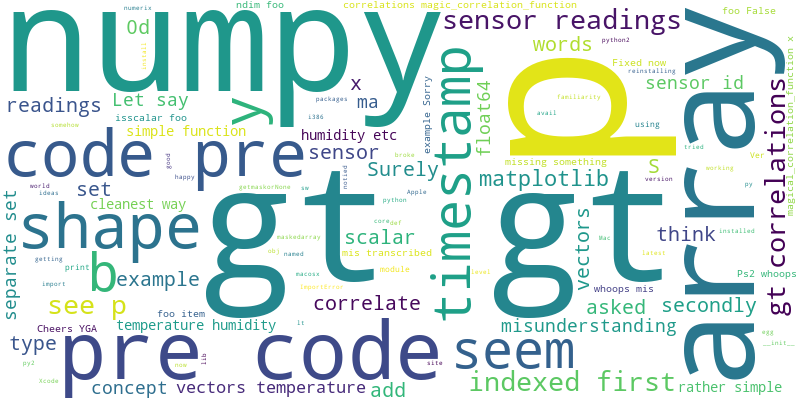 numerix
ndim foo
correlations magic_correlation_function
foo False
numpy
Od
install
sensor readings
python2
words
Fixed now
reinstalling
sensor id
readings
Let say
x
ma
isscalar foo
packages
i386
y
example Sorry
timestamp
float64
p
familiarity
avail
using
array
gt correlations
magical_correlation_function x
somehow
simple function
humidity etc
code pre
good
happy
sensor
broke
notied
Surely
missing something
S
tried
Ver
working
matplotlib
version
py
world
ideas
set
getmaskorNone
sw
python
Apple
cleanest way
separate set
shape
gt
core
def
gt
vectors
think
installed
maskedarray
scalar
Mac
latest
getting
print
obj
named
mis transcribed
b
example
macosx
module
level
Ps2 whoops
import
ImportError
whoops mis
see p
foo item
correlate
asked
secondly
Cheers YGA
temperature humidity
it
misunderstanding
egg
__init__
type
pre code
lib
site
seem
py2
now
Xcode
concept
vectors temperature
add
indexed first
rather simple